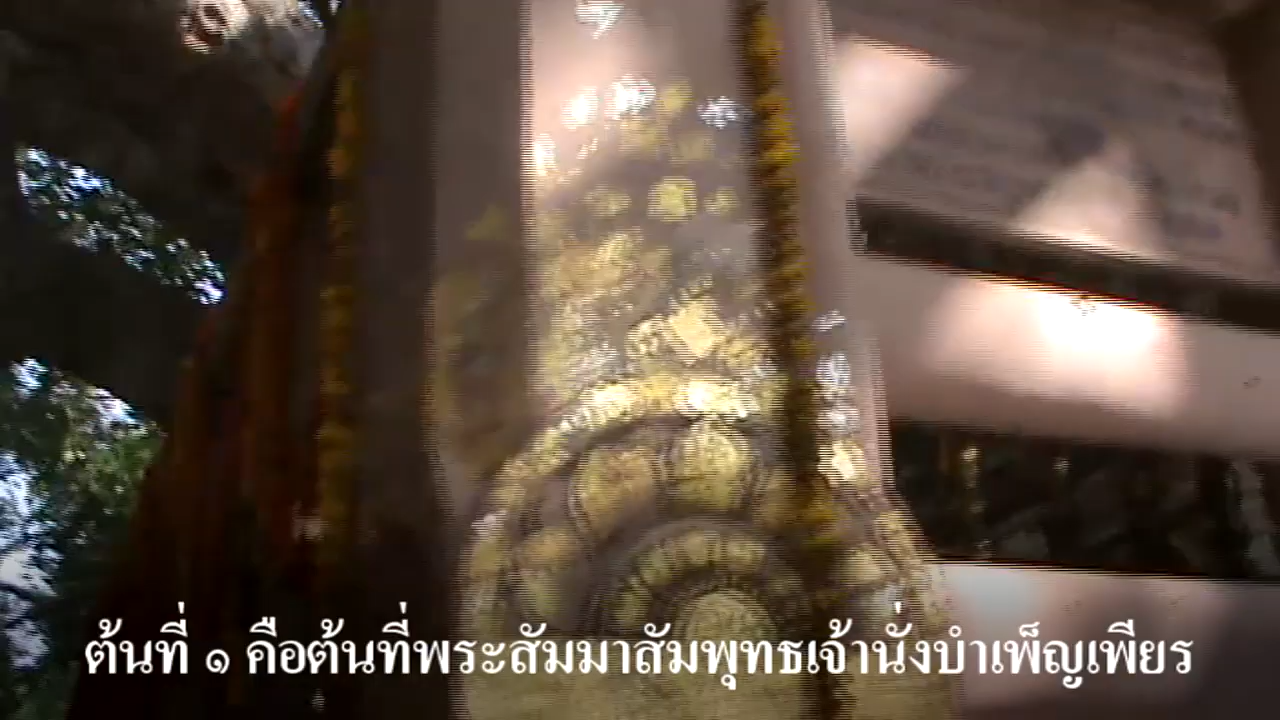 ต้นที่ ๑ คือต้นที่พระสัมมาสัมพุทธเจ้านั่งบำเพ็ญเพียร